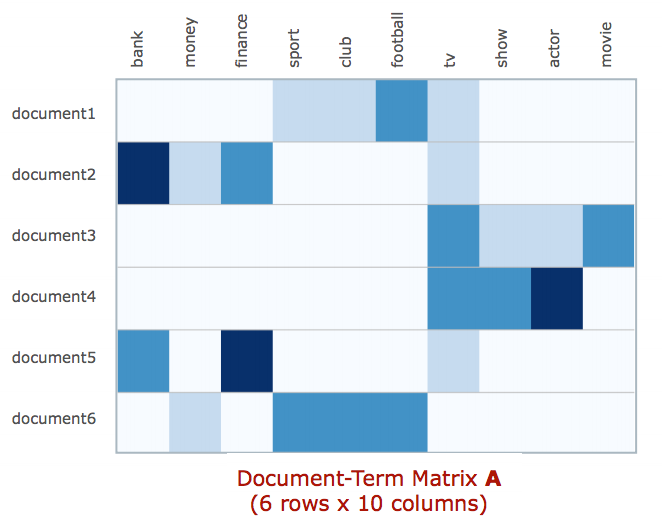 bank money finance sport club football tv show actor movie
document1
document2
document3
document4
document5
document6
Document-Term Matrix A
(6 rows x 10 columns)